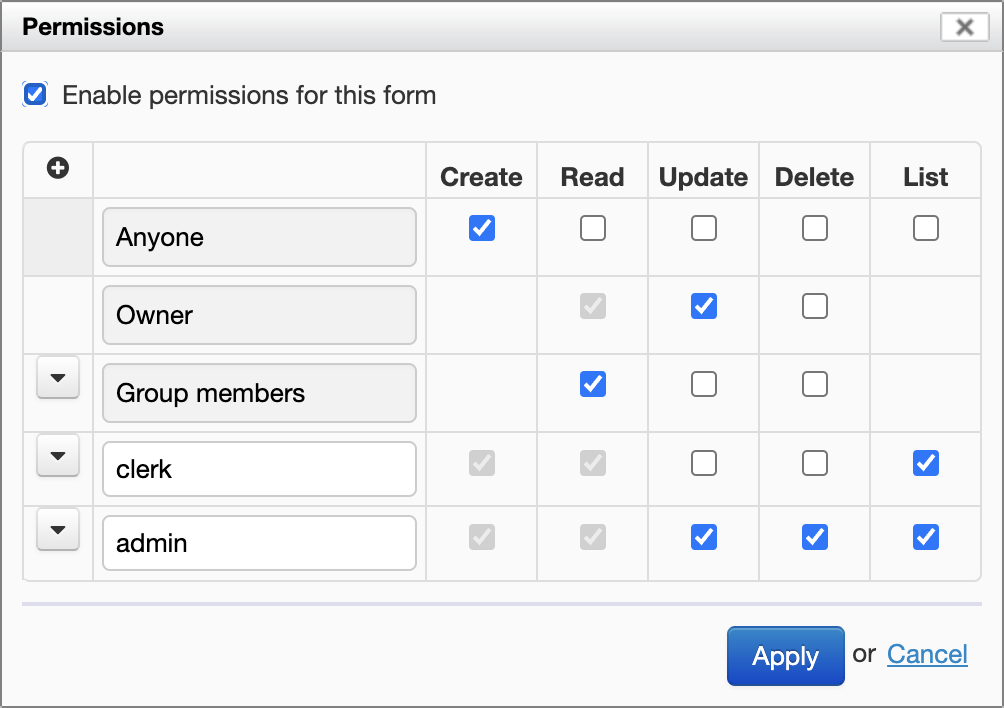 Permissions
Enable permissions for this form
Create Read Update Delete List
Anyone
Owner
Group members
clerk
admin
Apply or Cancel